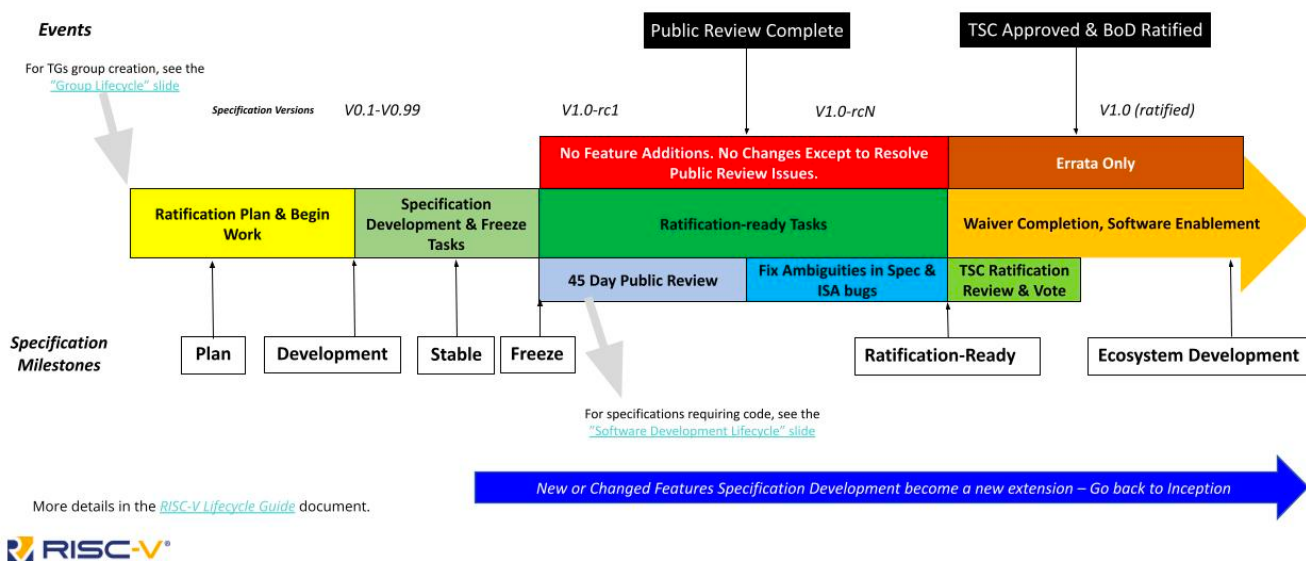 Events
Public Review Complete
TSC Approved & BoD Ratified
For TGs group creation, see the
"Group Lifecycle" slide
Specification Versions
V0.1-V0.99
V1.0-rc1
V1.0-rcN
V1.0 (ratified)
No Feature Additions. No Changes Except to Resolve
Public Review Issues.
Errata Only
Ratification Plan & Begin
Work
Specification
Development & Freeze
Tasks
Ratification-ready Tasks
Waiver Completion, Software Enablement
45 Day Public Review
Fix Ambiguities in Spec &
ISA bugs
TSC Ratification
Review & Vote
Specification
Milestones
Plan
Development
Stable
Freeze
Ratification-Ready
Ecosystem Development
For specifications requiring code, see the
"Software Development Lifecycle" slide
New or Changed Features Specification Development become a new extension – Go back to Inception
More details in the RISC-V Lifecycle Guide document.
RISC-V®